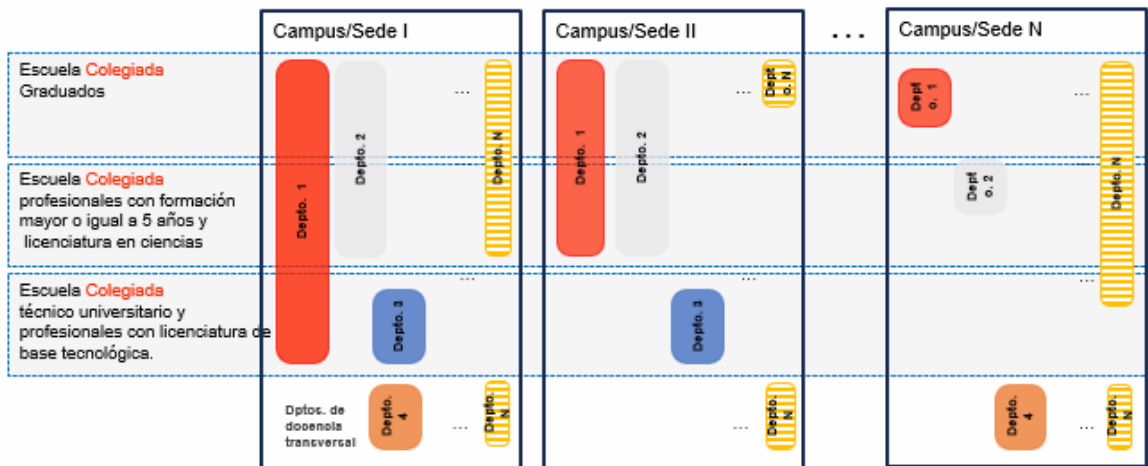 Campus/Sede I
Campus/Sede II
...
Campus/Sede N
Escuela Colegiada
Graduados
Escuela Colegiada
profesionales con formación
mayor o igual a 5 años y
licenciatura en ciencias
Escuela Colegiada
técnico universitario y
profesionales con licenciatura de
base tecnológica.
Depto. 1
Depto. 2
...
Depto. N
...
Depto. 3
Dptos. de
docencia
transversal
Depto.
4
...
Depto.
N
Depto. 1
Depto. 2
...
Dept
o. N
...
...
Depto. 3
...
Depto.
N
Dept
o. 1
...
Dept
o. 2
...
Depto. N
...
Depto.
4
...
Depto.
N